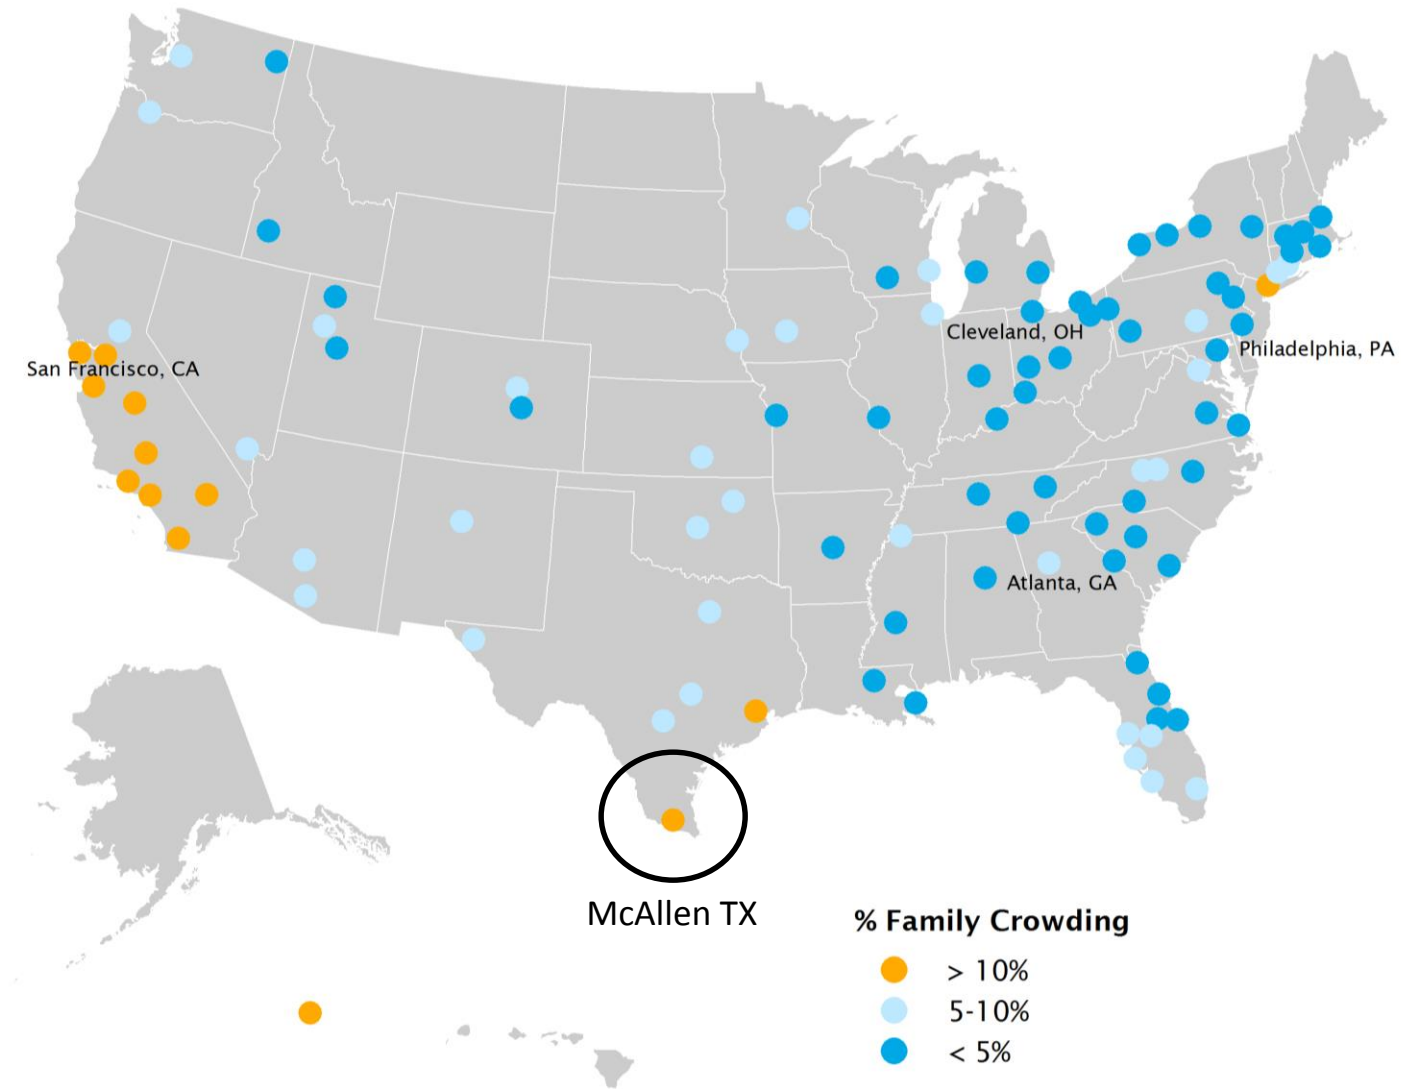 Cleveland, OH
Philadelphia, PA
San Francisco, CA
Atlanta, GA
McAllen TX
% Family Crowding
> 10%
5-10%
< 5%